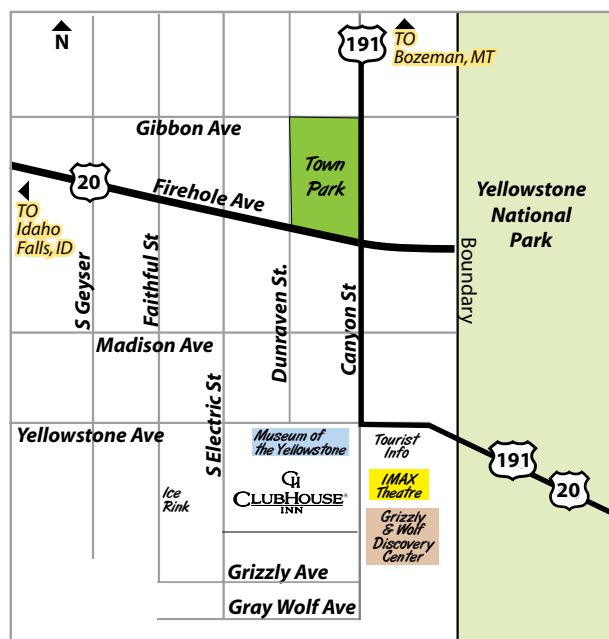 N
191
TO
Bozeman, MT
Gibbon Ave
Town
Park
20
Firehole Ave
TO
Idaho
Falls, ID
Yellowstone
National
Park
Boundary
S Geyser
Faithful St
Dunraven St.
Canyon St
Madison Ave
S Electric St
Yellowstone Ave
Museum of
the Yellowstone
Tourist
Info
191
20
Ice
Rink
CH
CLUBHOUSE®
INN
IMAX
Theatre
Grizzly
& Wolf
Discovery
Center
Grizzly Ave
Gray Wolf Ave